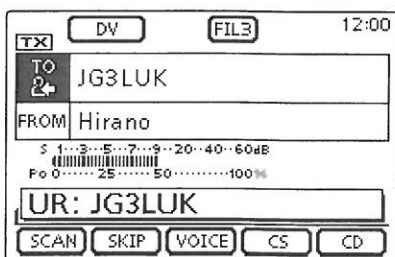 DV FIL3 12:00
TX
TO JG3LUK
FROM Hirano
S 1··3··5··7··9··20··40··60dB
Po 0····· 25 ·····50 ··········100%
UR: JG3LUK
SCAN SKIP VOICE CS CD